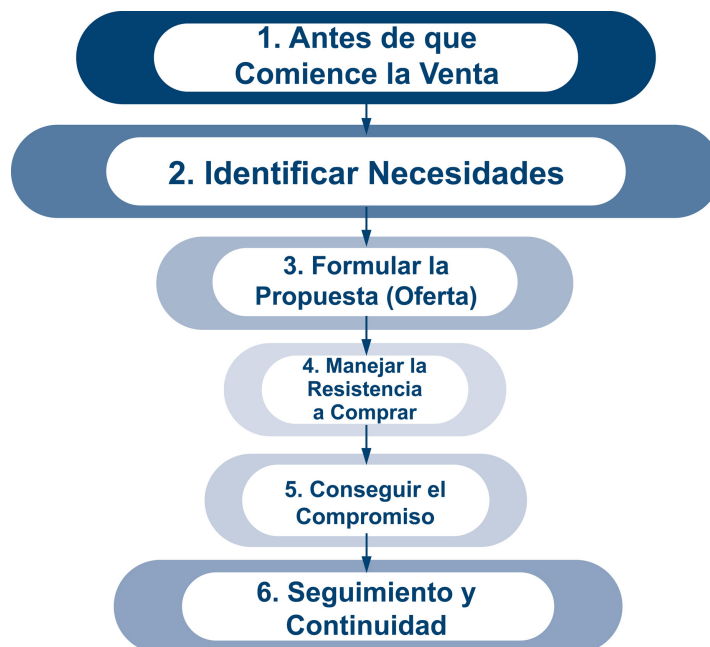 1. Antes de que
Comience la Venta
2. Identificar Necesidades
3. Formular la
Propuesta (Oferta)
4. Manejar la
Resistencia
a Comprar
5. Conseguir el
Compromiso
6. Seguimiento y
Continuidad